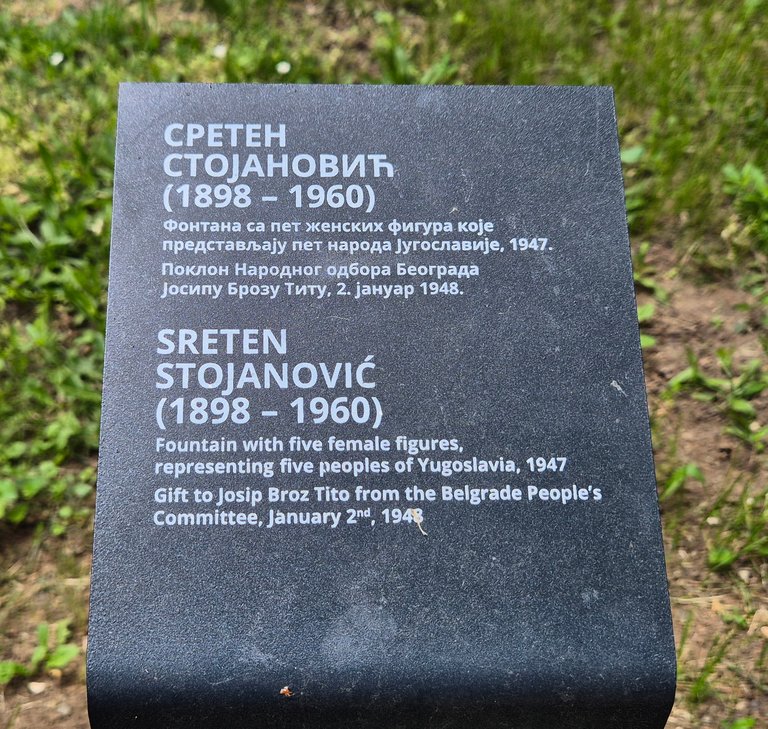 СРЕТЕН
СТОЈАНОВИЋ
(1898 – 1960)
Фонтана са пет женских фигура које
представљају пет народа Југославије, 1947.
Поклон Народног одбора Београда
Јосипу Брозу Титу, 2. јануар 1948.
SRETEN
STOJANOVIĆ
(1898 – 1960)
Fountain with five female figures,
representing five peoples of Yugoslavia, 1947
Gift to Josip Broz Tito from the Belgrade People’s
Committee, January 2nd, 1948